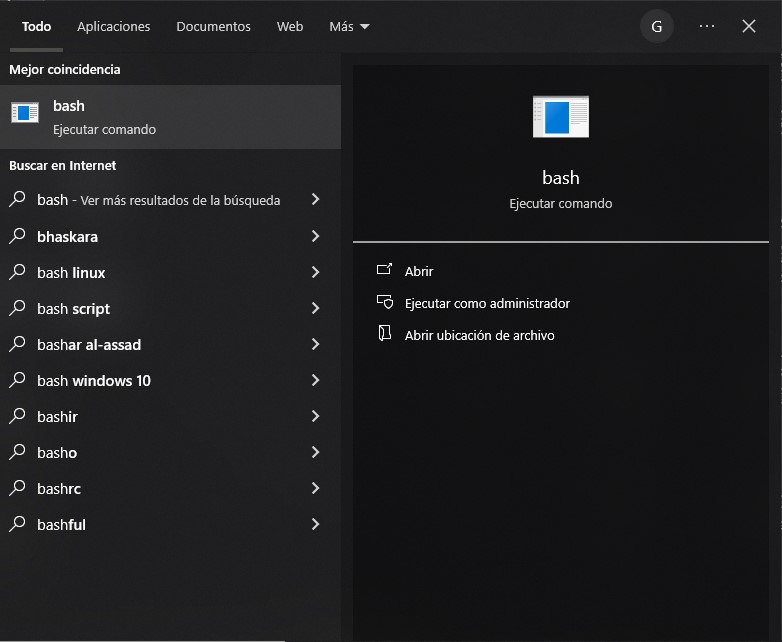 Todo Aplicaciones Documentos Web Más G ...
Mejor coincidencia
bash
Ejecutar comando
Buscar en Internet
bash - Ver más resultados de la búsqueda
bhaskara
bash linux
bash script
bashar al-assad
bash windows 10
bashir
basho
bashrc
bashful
bash
Ejecutar comando
Abrir
Ejecutar como administrador
Abrir ubicación de archivo